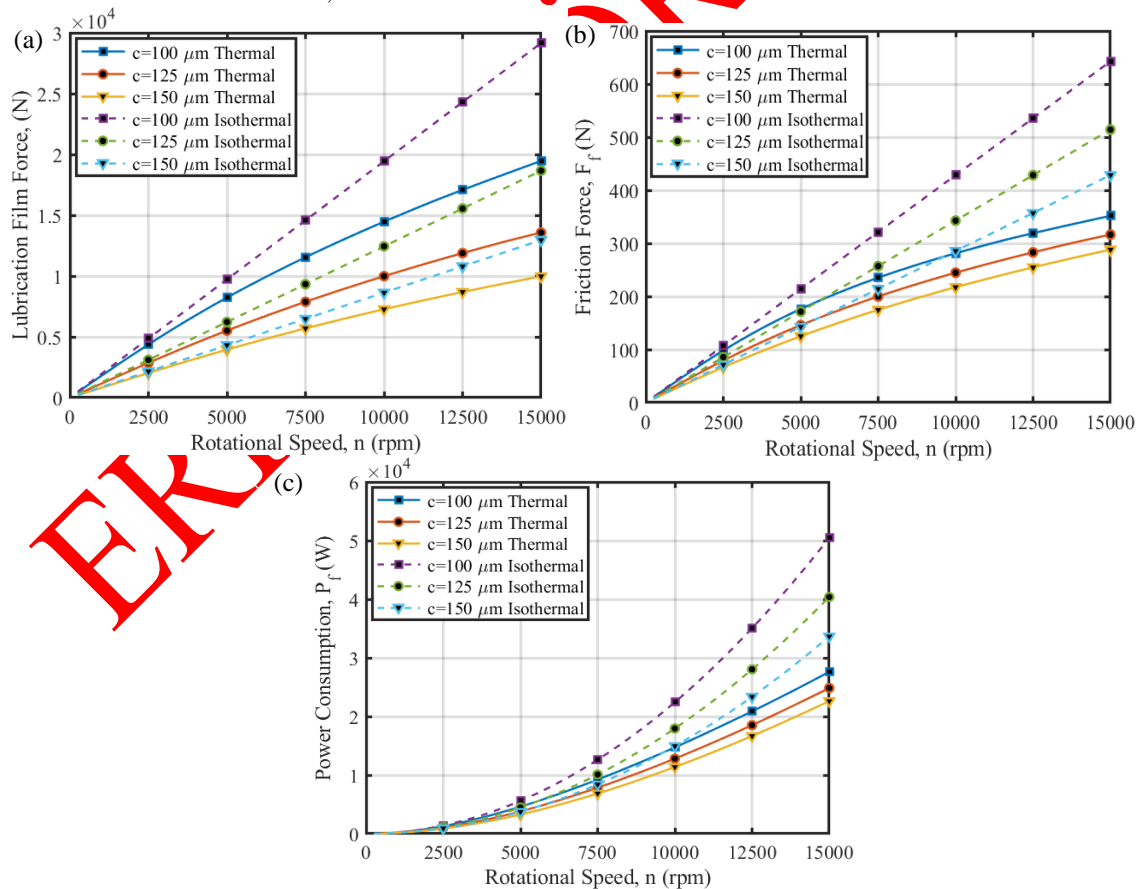 (a)
×10⁴
3
2.5
2
1.5
1
0.5
0
Lubrication Film Force, (N)
c=100 μm Thermal
c=125 μm Thermal
c=150 μm Thermal
c=100 μm Isothermal
c=125 μm Isothermal
c=150 μm Isothermal
0 2500 5000 7500 10000 12500 15000
Rotational Speed, n (rpm)
(b)
700
600
500
400
300
200
100
0
Friction Force, F_f (N)
c=100 μm Thermal
c=125 μm Thermal
c=150 μm Thermal
c=100 μm Isothermal
c=125 μm Isothermal
c=150 μm Isothermal
0 2500 5000 7500 10000 12500 15000
Rotational Speed, n (rpm)
(c)
×10⁴
6
5
4
3
2
1
0
Power Consumption, P_f (W)
c=100 μm Thermal
c=125 μm Thermal
c=150 μm Thermal
c=100 μm Isothermal
c=125 μm Isothermal
c=150 μm Isothermal
0 2500 5000 7500 10000 12500 15000
Rotational Speed, n (rpm)